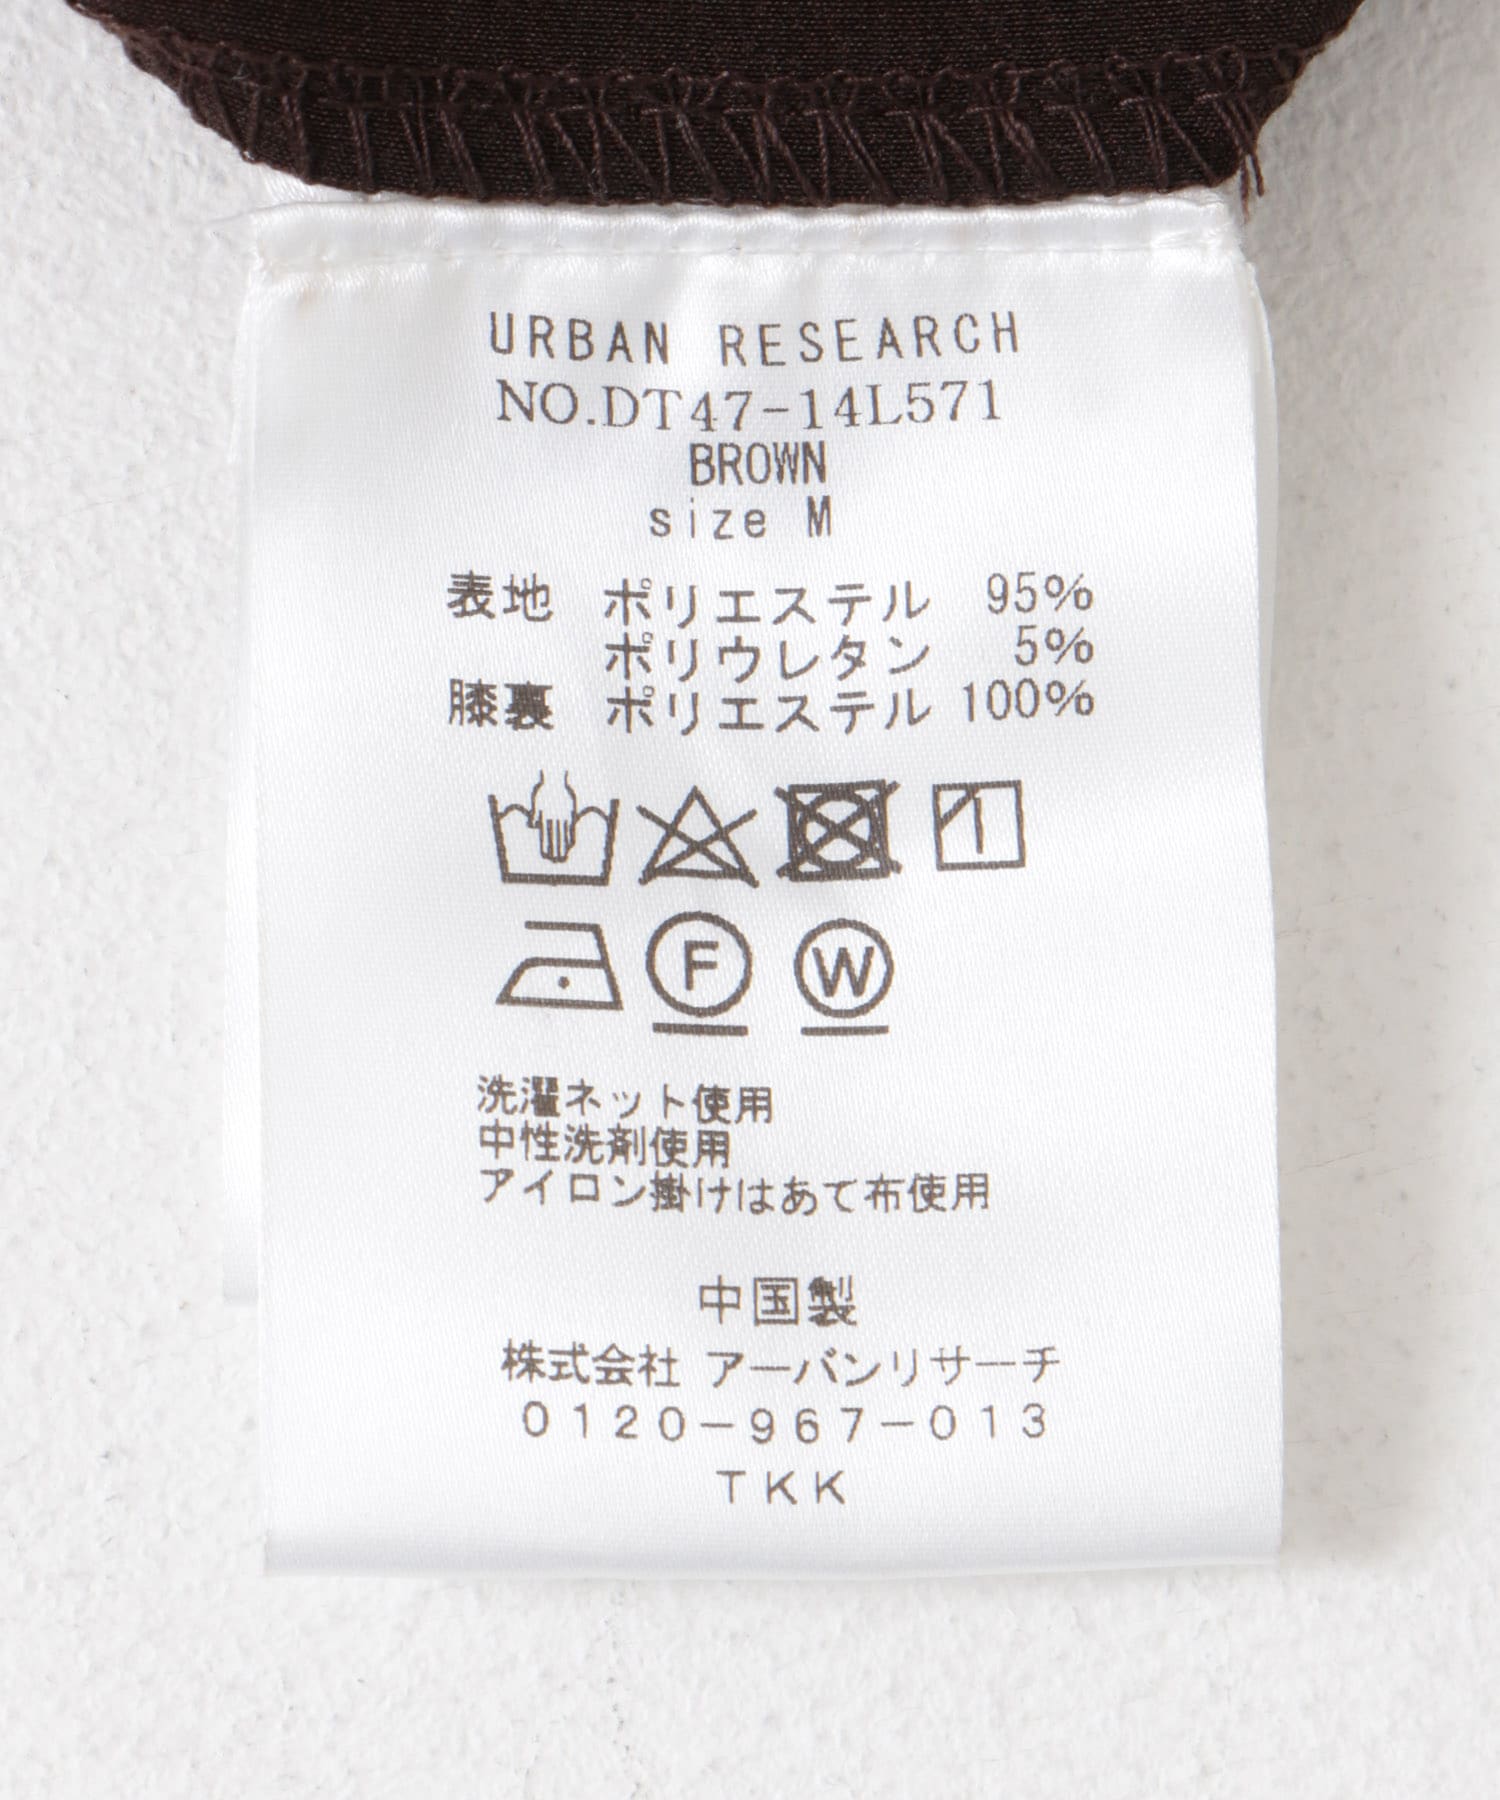 URBAN RESEARCH
NO.DT47-14L571
BROWN
size M
表地 ポリエステル 95%
ポリウレタン 5%
膝裏 ポリエステル 100%
F W
洗濯ネット使用
中性洗剤使用
アイロン掛けはあて布使用
中国製
株式会社 アーバンリサーチ
0120-967-013
TKK